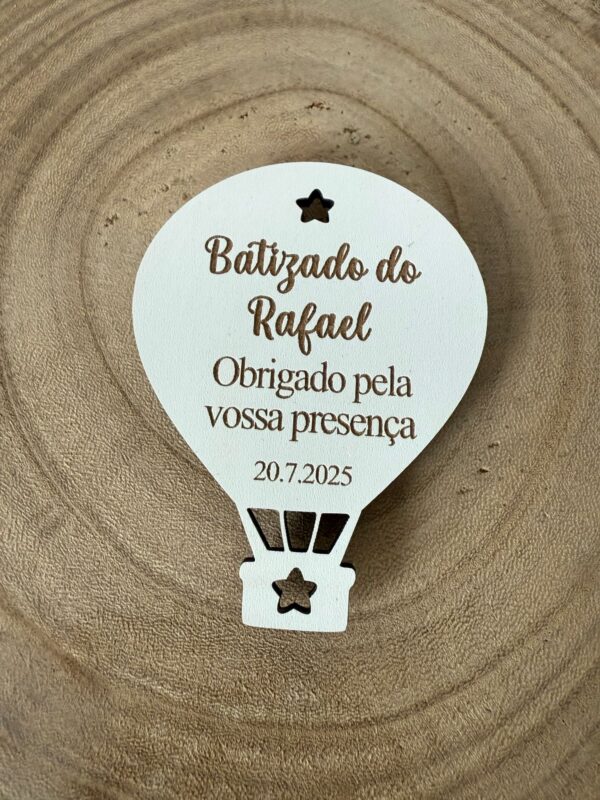 Batizado do
Rafael
Obrigado pela
vossa presença
20.7.2025